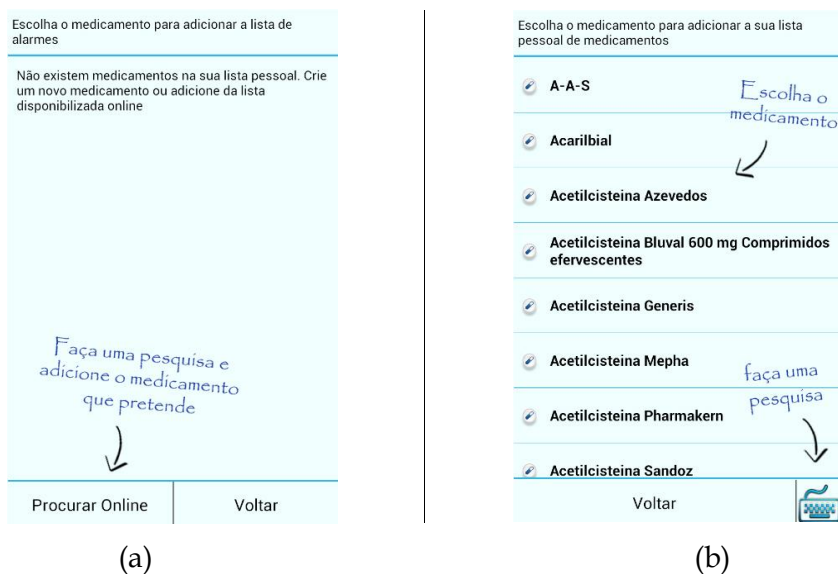 Escolha o medicamento para adicionar a lista de
alarmes
Não existem medicamentos na sua lista pessoal. Crie
um novo medicamento ou adicione da lista
disponibilizada online
Faça uma pesquisa e
adicione o medicamento
que pretende
Procurar Online
Voltar
(a)
Escolha o medicamento para adicionar a sua lista
pessoal de medicamentos
A-A-S
Escolha o
medicamento
Acarilbial
Acetilcisteina Azevedos
Acetilcisteina Bluval 600 mg Comprimidos
efervescentes
Acetilcisteina Generis
Acetilcisteina Mepha
faça uma
pesquisa
Acetilcisteina Pharmakern
Acetilcisteina Sandoz
Voltar
(b)